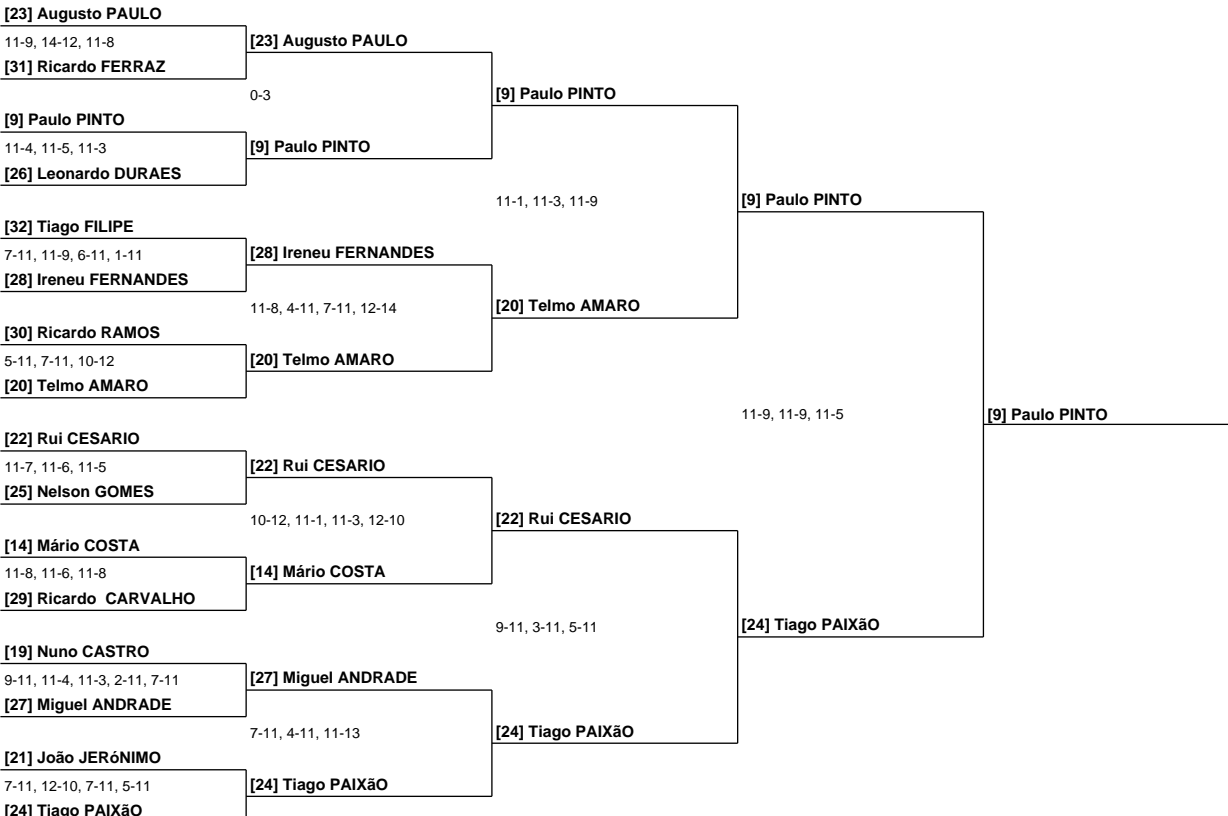 [23] Augusto PAULO
11-9, 14-12, 11-8
[23] Augusto PAULO
[31] Ricardo FERRAZ
0-3
[9] Paulo PINTO
[9] Paulo PINTO
11-4, 11-5, 11-3
[9] Paulo PINTO
[26] Leonardo DURAES
11-1, 11-3, 11-9
[9] Paulo PINTO
[32] Tiago FILIPE
7-11, 11-9, 6-11, 1-11
[28] Ireneu FERNANDES
[28] Ireneu FERNANDES
11-8, 4-11, 7-11, 12-14
[20] Telmo AMARO
[30] Ricardo RAMOS
5-11, 7-11, 10-12
[20] Telmo AMARO
[20] Telmo AMARO
11-9, 11-9, 11-5
[9] Paulo PINTO
[22] Rui CESARIO
11-7, 11-6, 11-5
[22] Rui CESARIO
[25] Nelson GOMES
10-12, 11-1, 11-3, 12-10
[22] Rui CESARIO
[14] Mário COSTA
11-8, 11-6, 11-8
[14] Mário COSTA
[29] Ricardo  CARVALHO
9-11, 3-11, 5-11
[24] Tiago PAIXãO
[19] Nuno CASTRO
9-11, 11-4, 11-3, 2-11, 7-11
[27] Miguel ANDRADE
[27] Miguel ANDRADE
7-11, 4-11, 11-13
[24] Tiago PAIXãO
[21] João JERóNIMO
7-11, 12-10, 7-11, 5-11
[24] Tiago PAIXãO
[24] Tiago PAIXãO